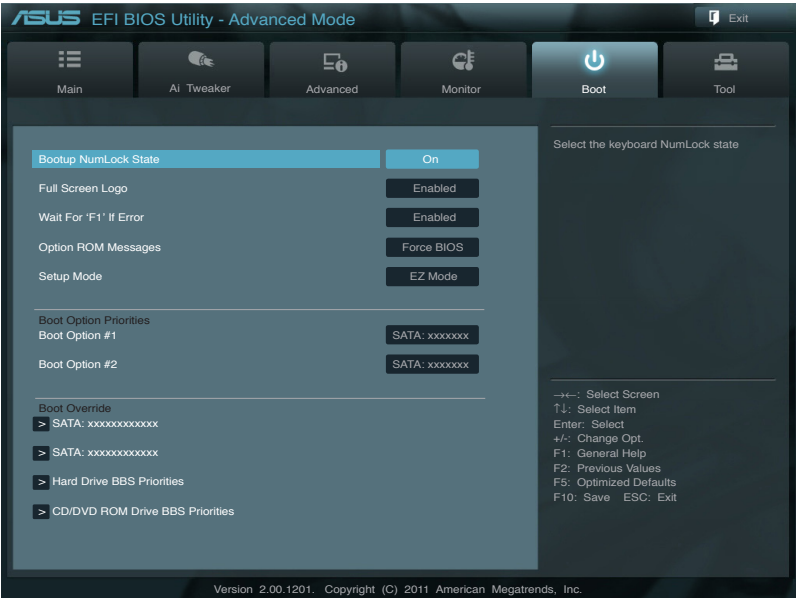 ASUS EFI BIOS Utility - Advanced Mode
Exit
Main
Ai Tweaker
Advanced
Monitor
Boot
Tool
Bootup NumLock State On
Full Screen Logo Enabled
Wait For ‘F1’ If Error Enabled
Option ROM Messages Force BIOS
Setup Mode EZ Mode
Boot Option Priorities
Boot Option #1 SATA: xxxxxxx
Boot Option #2 SATA: xxxxxxx
Boot Override
> SATA: xxxxxxxxxxxx
> SATA: xxxxxxxxxxxx
> Hard Drive BBS Priorities
> CD/DVD ROM Drive BBS Priorities
Select the keyboard NumLock state
→←: Select Screen
↑↓: Select Item
Enter: Select
+/-: Change Opt.
F1: General Help
F2: Previous Values
F5: Optimized Defaults
F10: Save ESC: Exit
Version 2.00.1201. Copyright (C) 2011 American Megatrends, Inc.